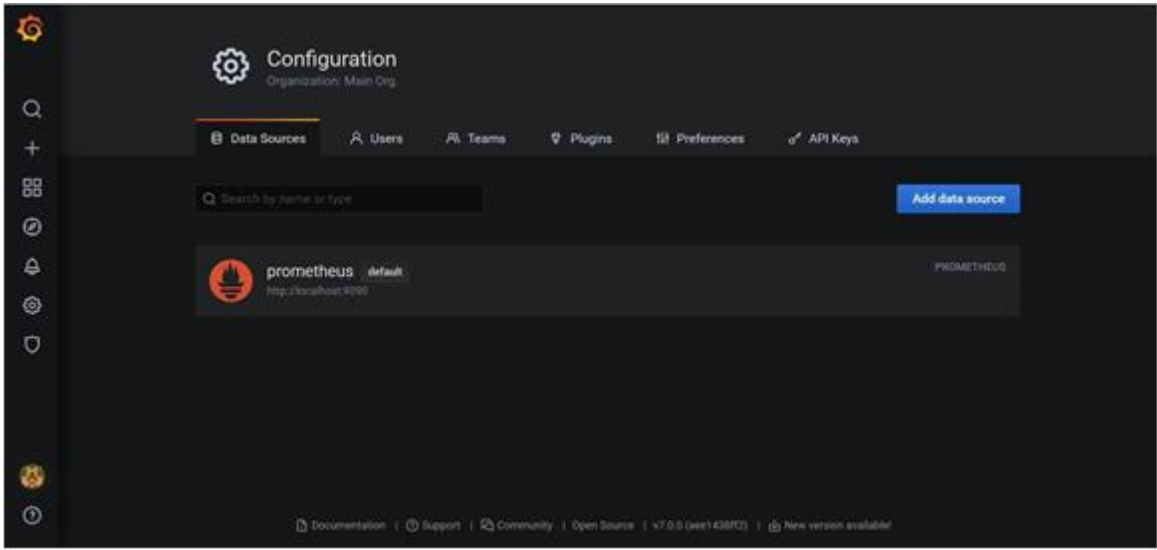 Configuration
Organization: Main Org.
Data Sources Users Teams Plugins Preferences API Keys
Search by name or type
Add data source
prometheus default
PROMETHEUS
http://localhost:9090
Documentation | Support | Community | Open Source | v7.0.0 (aee1438ff2) | New version available!